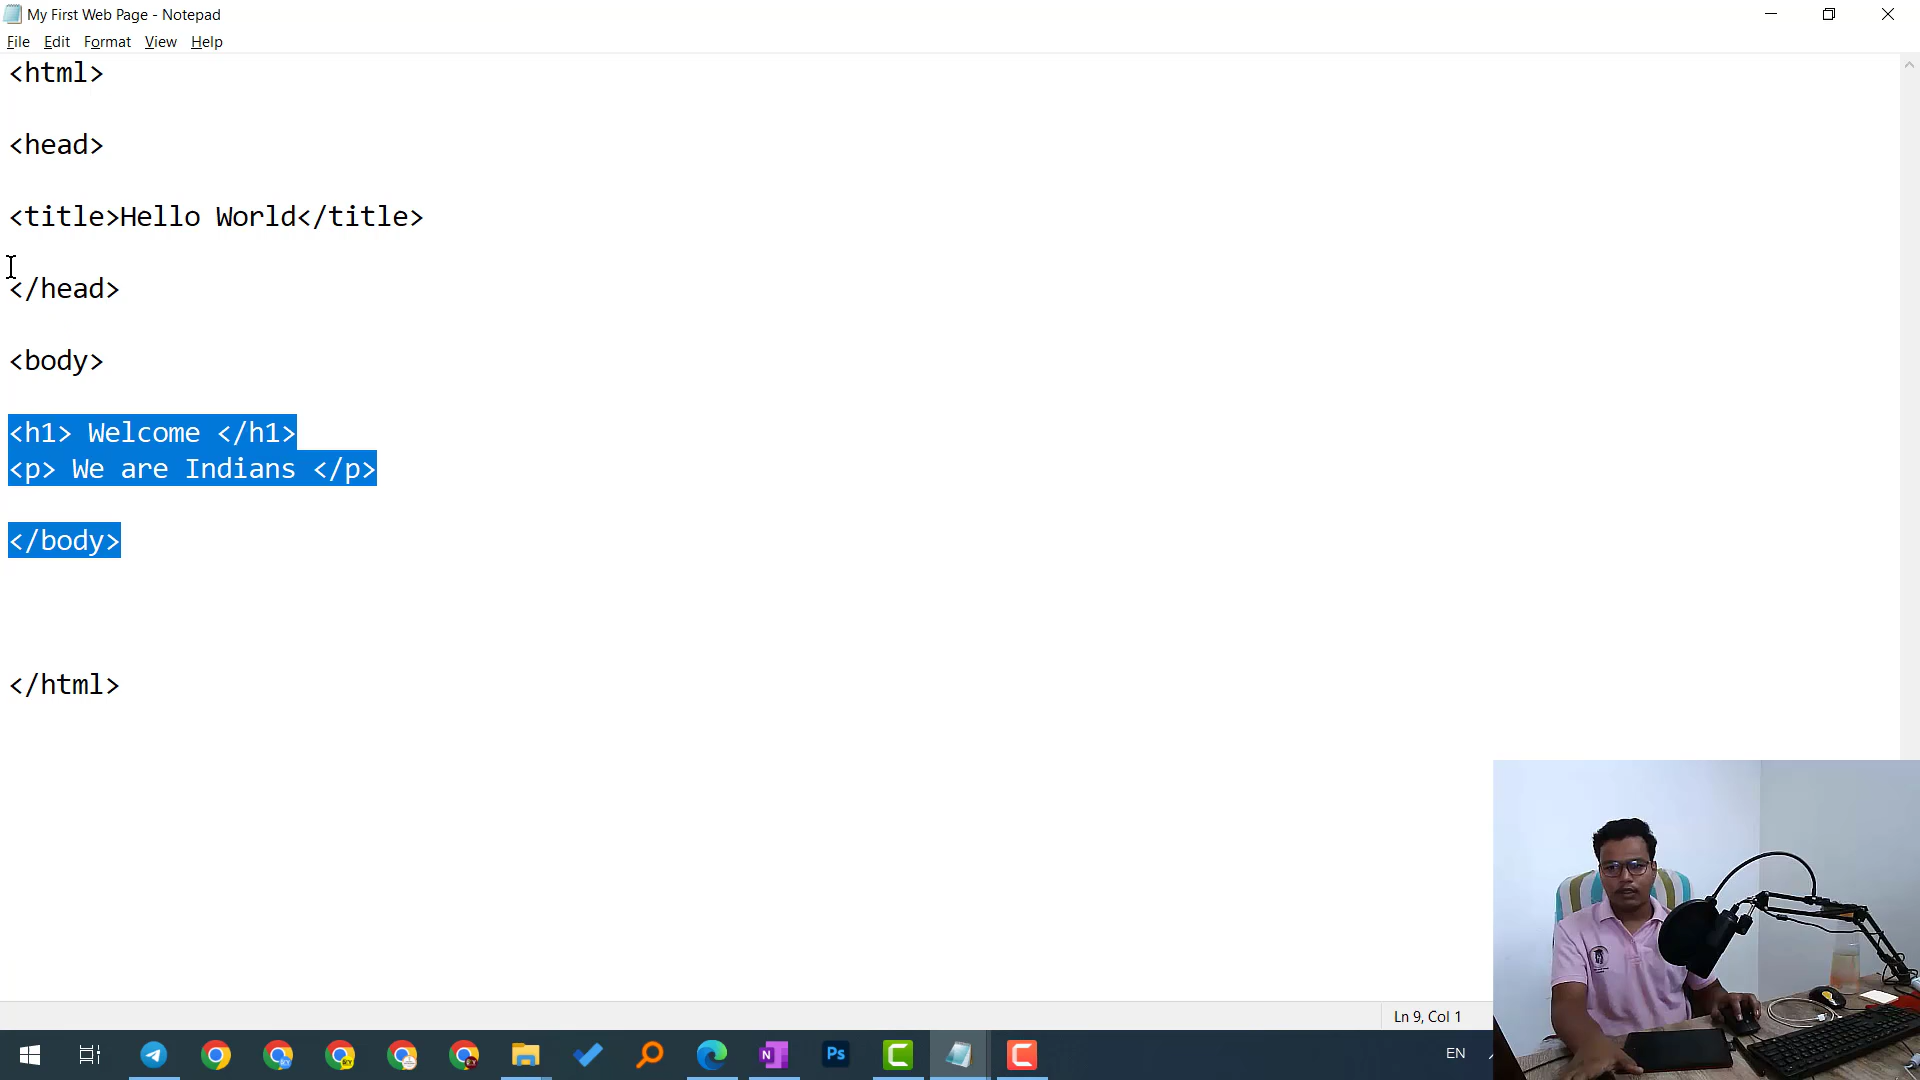 My First Web Page - Notepad
File Edit Format View Help
<html>
<head>
<title>Hello World</title>
</head>
<body>
<h1> Welcome </h1>
<p> We are Indians </p>
</body>
</html>
Ln 9, Col 1
N Ps EN